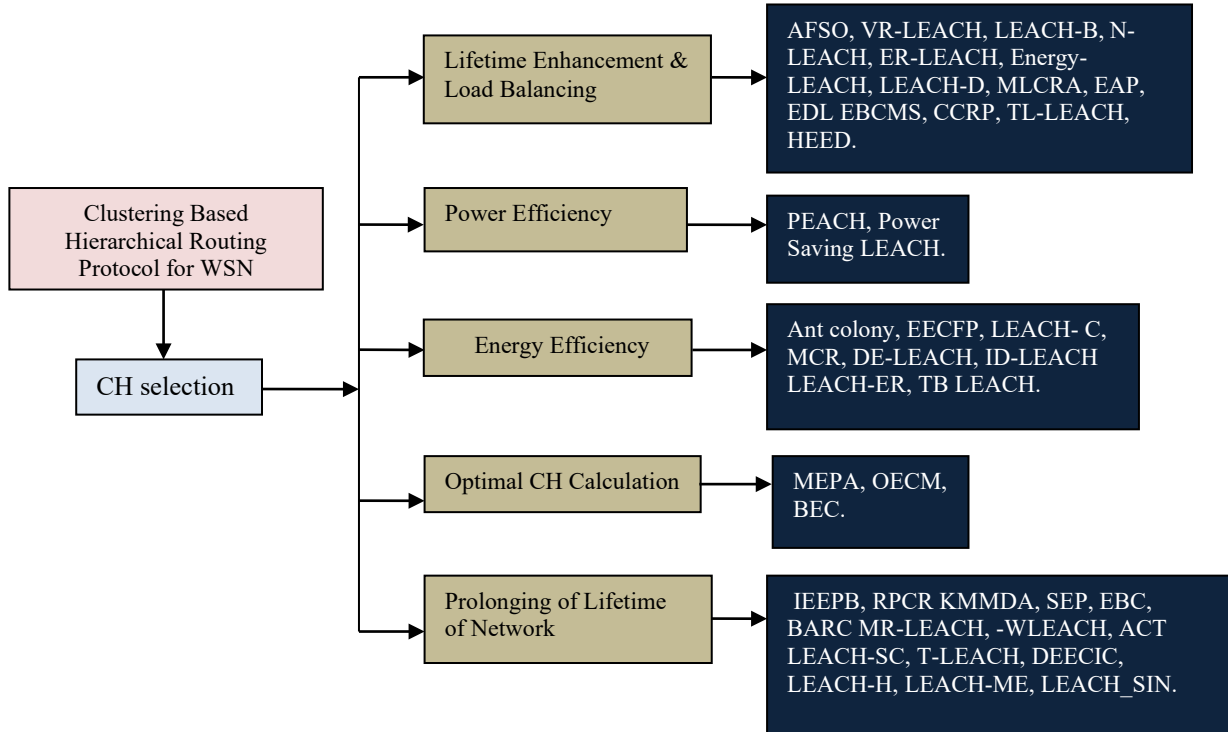 Clustering Based
Hierarchical Routing
Protocol for WSN
CH selection
Lifetime Enhancement &
Load Balancing
AFSO, VR-LEACH, LEACH-B, N-
LEACH, ER-LEACH, Energy-
LEACH, LEACH-D, MLCRA, EAP,
EDL EBCMS, CCRP, TL-LEACH,
HEED.
Power Efficiency
PEACH, Power
Saving LEACH.
Energy Efficiency
Ant colony, EECFP, LEACH- C,
MCR, DE-LEACH, ID-LEACH
LEACH-ER, TB LEACH.
Optimal CH Calculation
MEPA, OECM,
BEC.
Prolonging of Lifetime
of Network
IEEPB, RPCR KMMDA, SEP, EBC,
BARC MR-LEACH, -WLEACH, ACT
LEACH-SC, T-LEACH, DEECIC,
LEACH-H, LEACH-ME, LEACH_SIN.